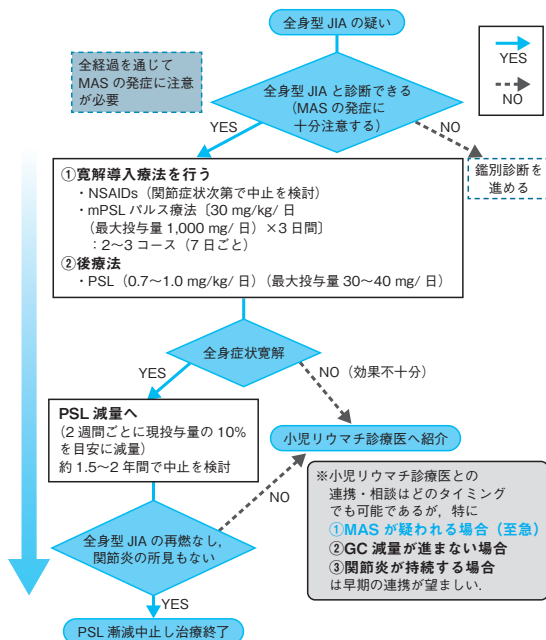 全身型 JIA の疑い
YES
NO
全経過を通じて
MAS の発症に注意
が必要
全身型 JIA と診断できる
（MAS の発症に
十分注意する）
YES
NO
鑑別診断を
進める
①寛解導入療法を行う
・NSAIDs（関節症状次第で中止を検討）
・mPSL パルス療法〔30 mg/kg/ 日
（最大投与量 1,000 mg/ 日）×3 日間〕
：2～3 コース（7 日ごと）
②後療法
・PSL（0.7～1.0 mg/kg/ 日）（最大投与量 30～40 mg/ 日）
全身症状寛解
YES
NO（効果不十分）
PSL 減量へ
（2 週間ごとに現投与量の 10%
を目安に減量）
約 1.5～2 年間で中止を検討
小児リウマチ診療医へ紹介
NO
※小児リウマチ診療医との
連携・相談はどのタイミング
でも可能であるが，特に
①MAS が疑われる場合（至急）
②GC 減量が進まない場合
③関節炎が持続する場合
は早期の連携が望ましい．
全身型 JIA の再燃なし，
関節炎の所見もない
YES
PSL 漸減中止し治療終了